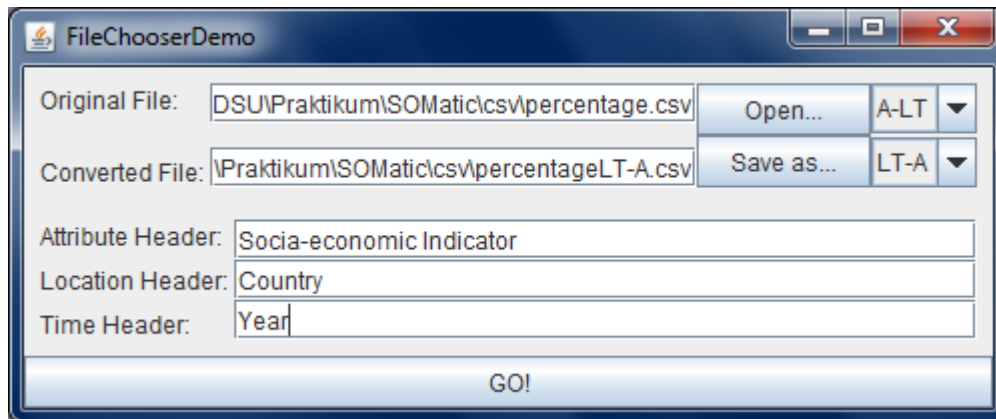 FileChooserDemo
Original File: DSU\Praktikum\SOMatic\csv\percentage.csv Open... A-LT
Converted File: \Praktikum\SOMatic\csv\percentageLT-A.csv Save as... LT-A
Attribute Header: Socia-economic Indicator
Location Header: Country
Time Header: Year
GO!